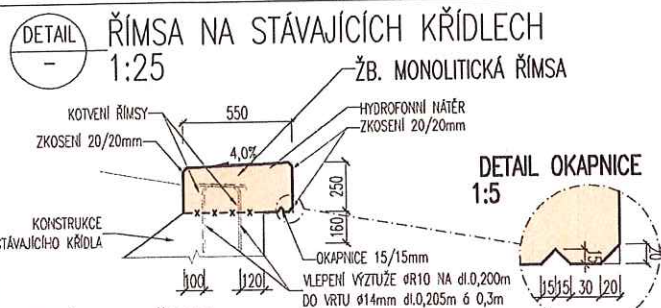 DETAIL
-
ŘÍMSA NA STÁVAJÍCÍCH KŘÍDLECH
1:25
ŽB. MONOLITICKÁ ŘÍMSA
KOTVENÍ ŘÍMSY
550
HYDROFONNÍ NÁTĚR
ZKOSENÍ 20/20mm
ZKOSENÍ 20/20mm
4,0%
DETAIL OKAPNICE
1:5
250
160
KONSTRUKCE
STÁVAJÍCÍHO KŘÍDLA
OKAPNICE 15/15mm
100
120
VLEPENÍ VÝZTUŽE ØR10 NA dl.0,200m
DO VRTU Ø14mm dl.0,205m á 0,3m
15
20
15 15 30 20